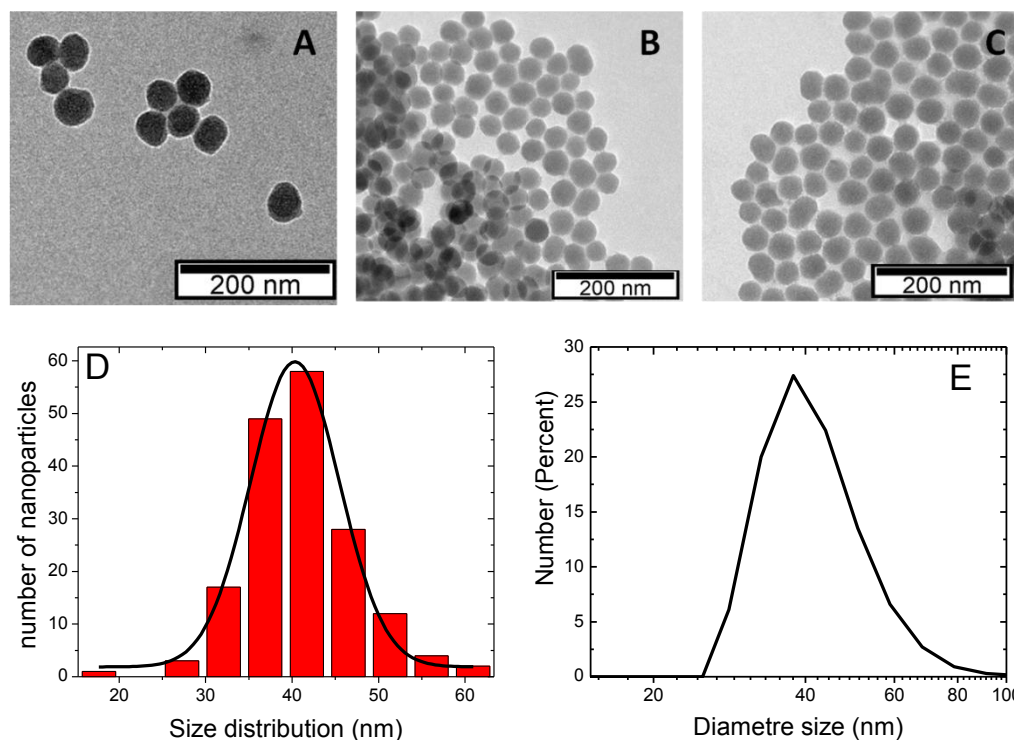 A
B
C
200 nm
200 nm
200 nm
D
60
50
40
30
20
10
0
number of nanoparticles
20
30
40
50
60
Size distribution (nm)
E
30
25
20
15
10
5
0
Number (Percent)
20
40
60
80
100
Diametre size (nm)